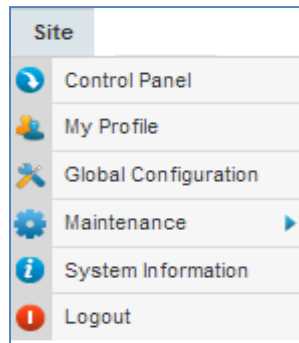 Site
Control Panel
My Profile
Global Configuration
Maintenance
System Information
Logout